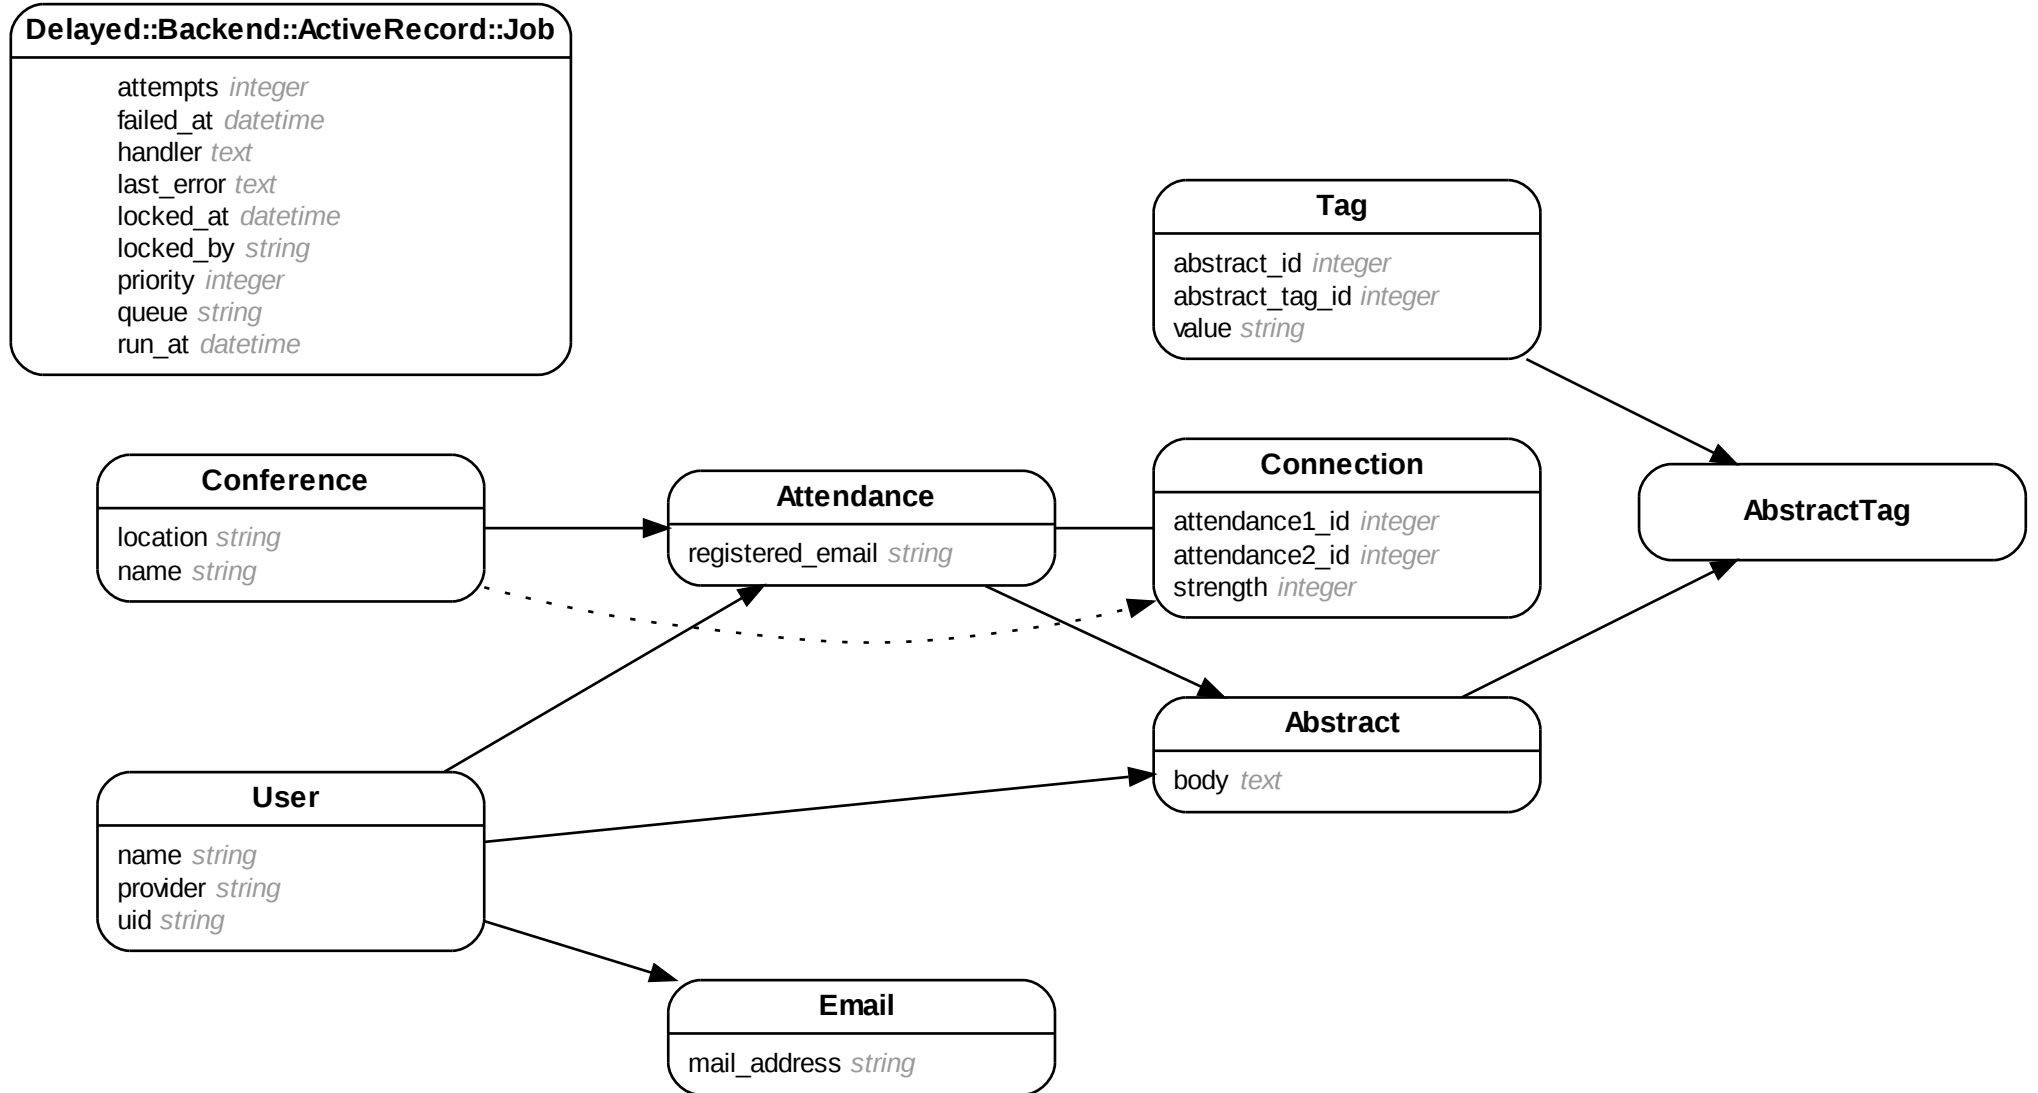 Delayed::Backend::ActiveRecord::Job
attempts integer
failed_at datetime
handler text
last_error text
locked_at datetime
locked_by string
priority integer
queue string
run_at datetime
Tag
abstract_id integer
abstract_tag_id integer
value string
Conference
location string
name string
Attendance
registered_email string
Connection
attendance1_id integer
attendance2_id integer
strength integer
AbstractTag
Abstract
body text
User
name string
provider string
uid string
Email
mail_address string